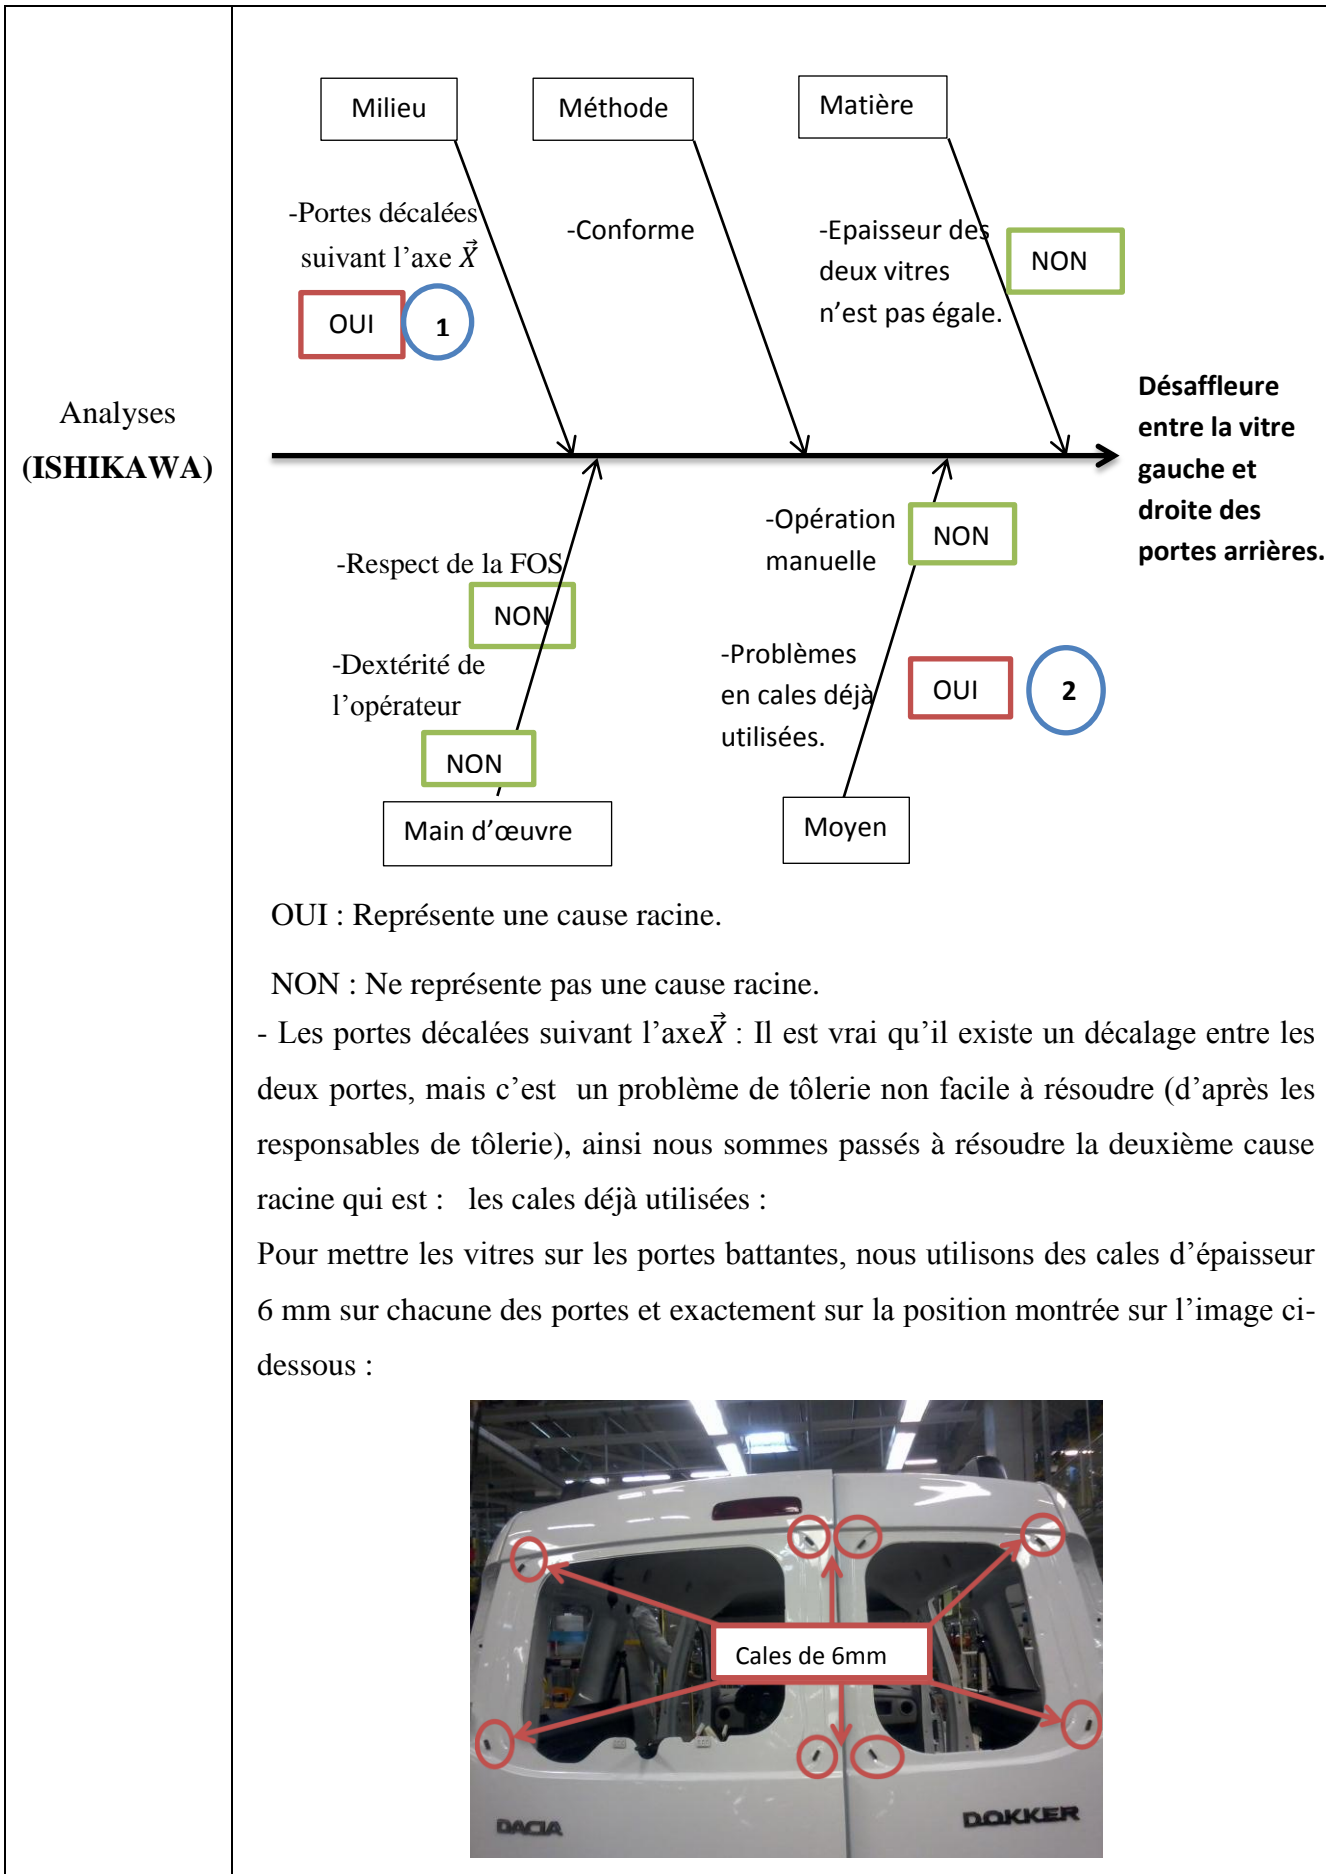 Analyses
(ISHIKAWA)
Milieu
Méthode
Matière
-Portes décalées
suivant l’axe X⃗
OUI
1
-Conforme
-Epaisseur des
deux vitres
n’est pas égale.
NON
Désaffleure
entre la vitre
gauche et
droite des
portes arrières.
-Respect de la FOS
NON
-Dextérité de
l’opérateur
NON
-Opération
manuelle
NON
-Problèmes
en cales déjà
utilisées.
OUI
2
Main d’œuvre
Moyen
OUI : Représente une cause racine.
NON : Ne représente pas une cause racine.
- Les portes décalées suivant l’axeX⃗ : Il est vrai qu’il existe un décalage entre les
deux portes, mais c’est un problème de tôlerie non facile à résoudre (d’après les
responsables de tôlerie), ainsi nous sommes passés à résoudre la deuxième cause
racine qui est : les cales déjà utilisées :
Pour mettre les vitres sur les portes battantes, nous utilisons des cales d’épaisseur
6 mm sur chacune des portes et exactement sur la position montrée sur l’image ci-
dessous :
Cales de 6mm
DACIA
DOKKER